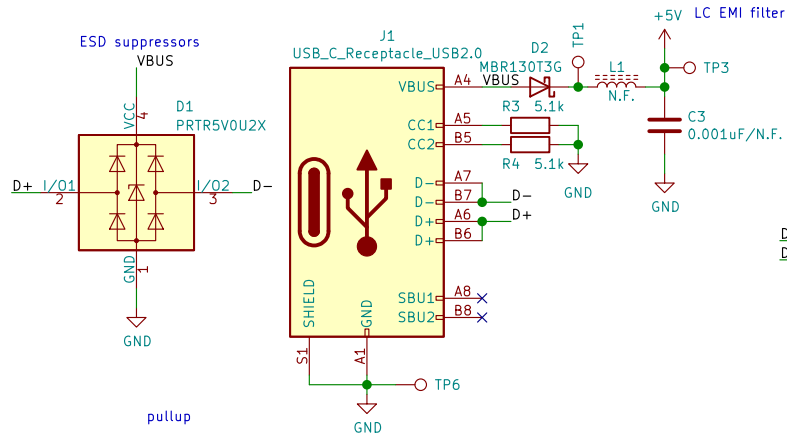 ESD suppressors
VBUS
VCC
4
D1
PRTR5V0U2X
D+
I/O1
2
I/O2
3
D-
GND
1
GND
pullup
J1
USB_C_Receptacle_USB2.0
VBUS
A4
CC1
A5
CC2
B5
D-
A7
D-
B7
D+
A6
D+
B6
SBU1
A8
SBU2
B8
SHIELD
S1
GND
A1
TP6
GND
VBUS
D2
MBR130T3G
TP1
L1
N.F.
R3 5.1k
R4 5.1k
GND
D-
D+
+5V
LC EMI filter
TP3
C3
0.001uF/N.F.
GND
D
D